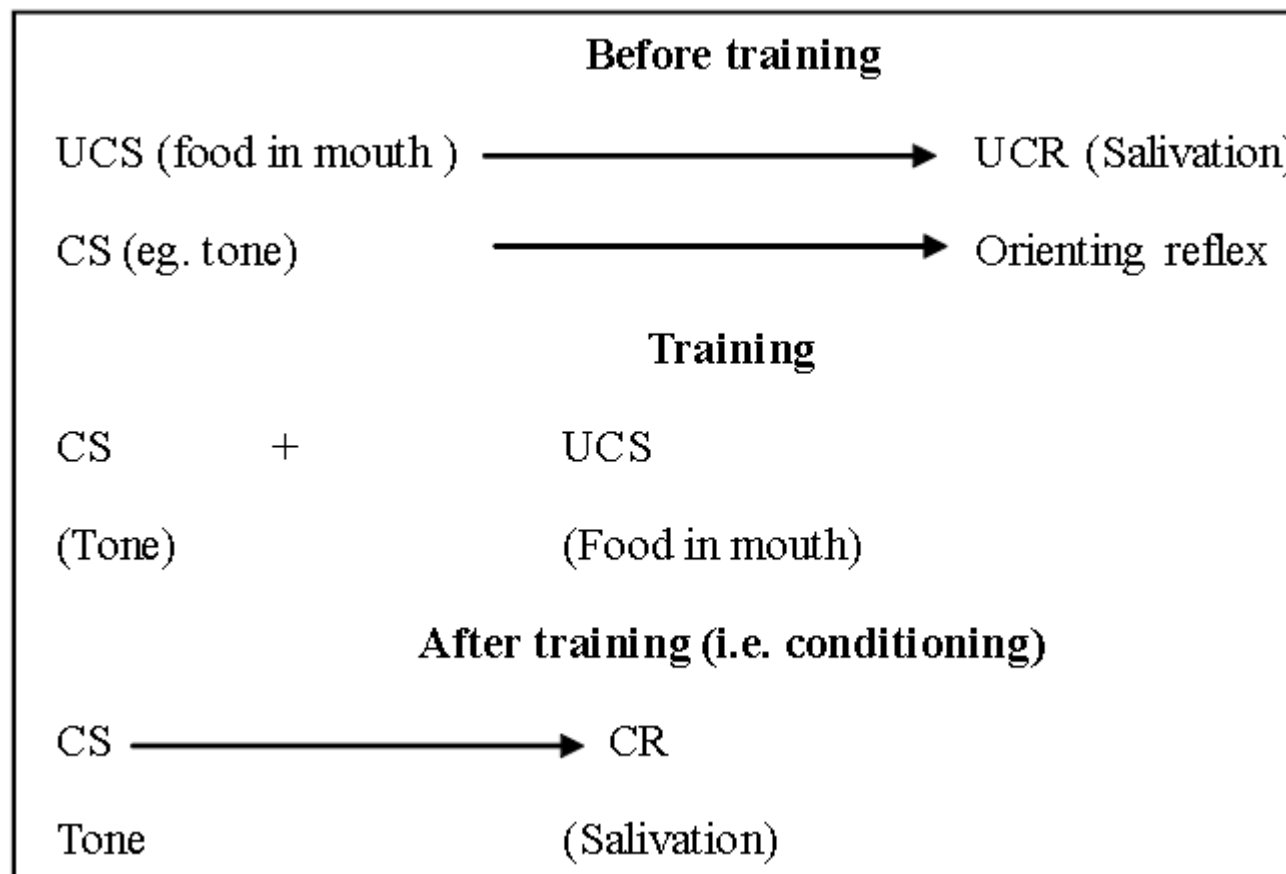 Before training
UCS (food in mouth ) UCR (Salivation)
CS (eg. tone) Orienting reflex
Training
CS + UCS
(Tone) (Food in mouth)
After training (i.e. conditioning)
CS CR
Tone (Salivation)